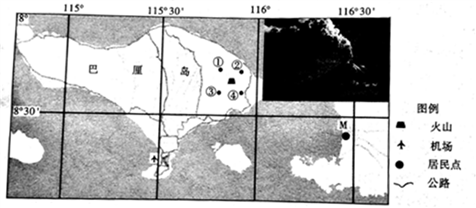 115° 115°30' 116° 116°30'
8°
巴 厘 岛
① ②
③ ④
8°30'
M
图例
火山
机场
居民点
公路